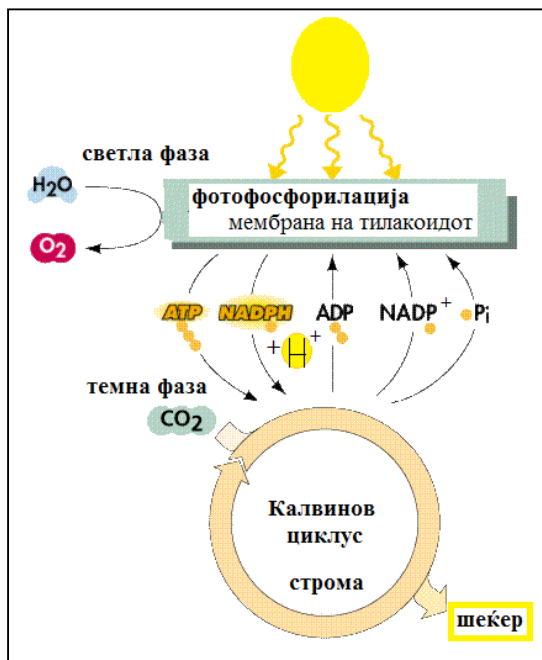 светла фаза
H₂O
фотофосфорилација
мембрана на тилакоидот
O₂
ATP NADPH ADP NADP⁺ Pᵢ
+ H +
темна фаза
CO₂
Калвинов
циклус
строма
шеќер